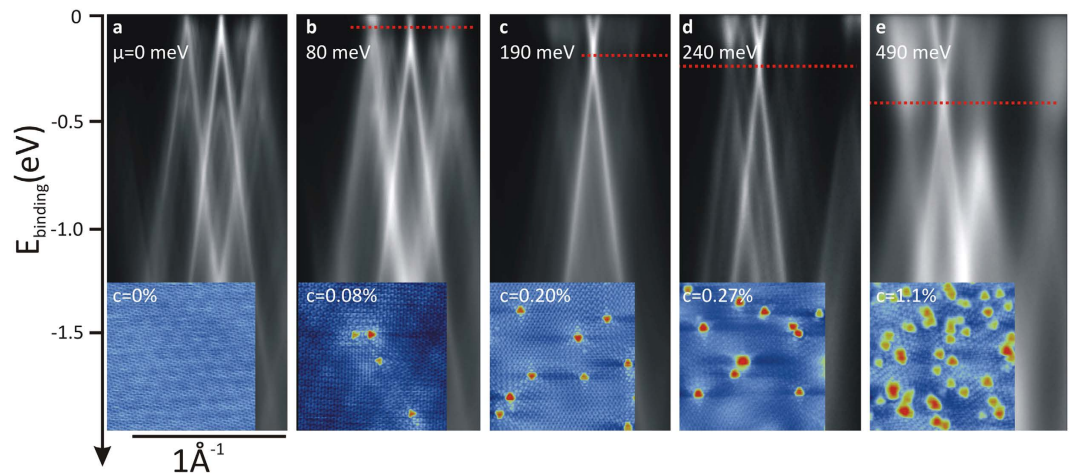 a
μ=0 meV
b
80 meV
c
190 meV
d
240 meV
e
490 meV
0
-0.5
-1.0
-1.5
E binding (eV)
c=0%
c=0.08%
c=0.20%
c=0.27%
c=1.1%
1Å⁻¹